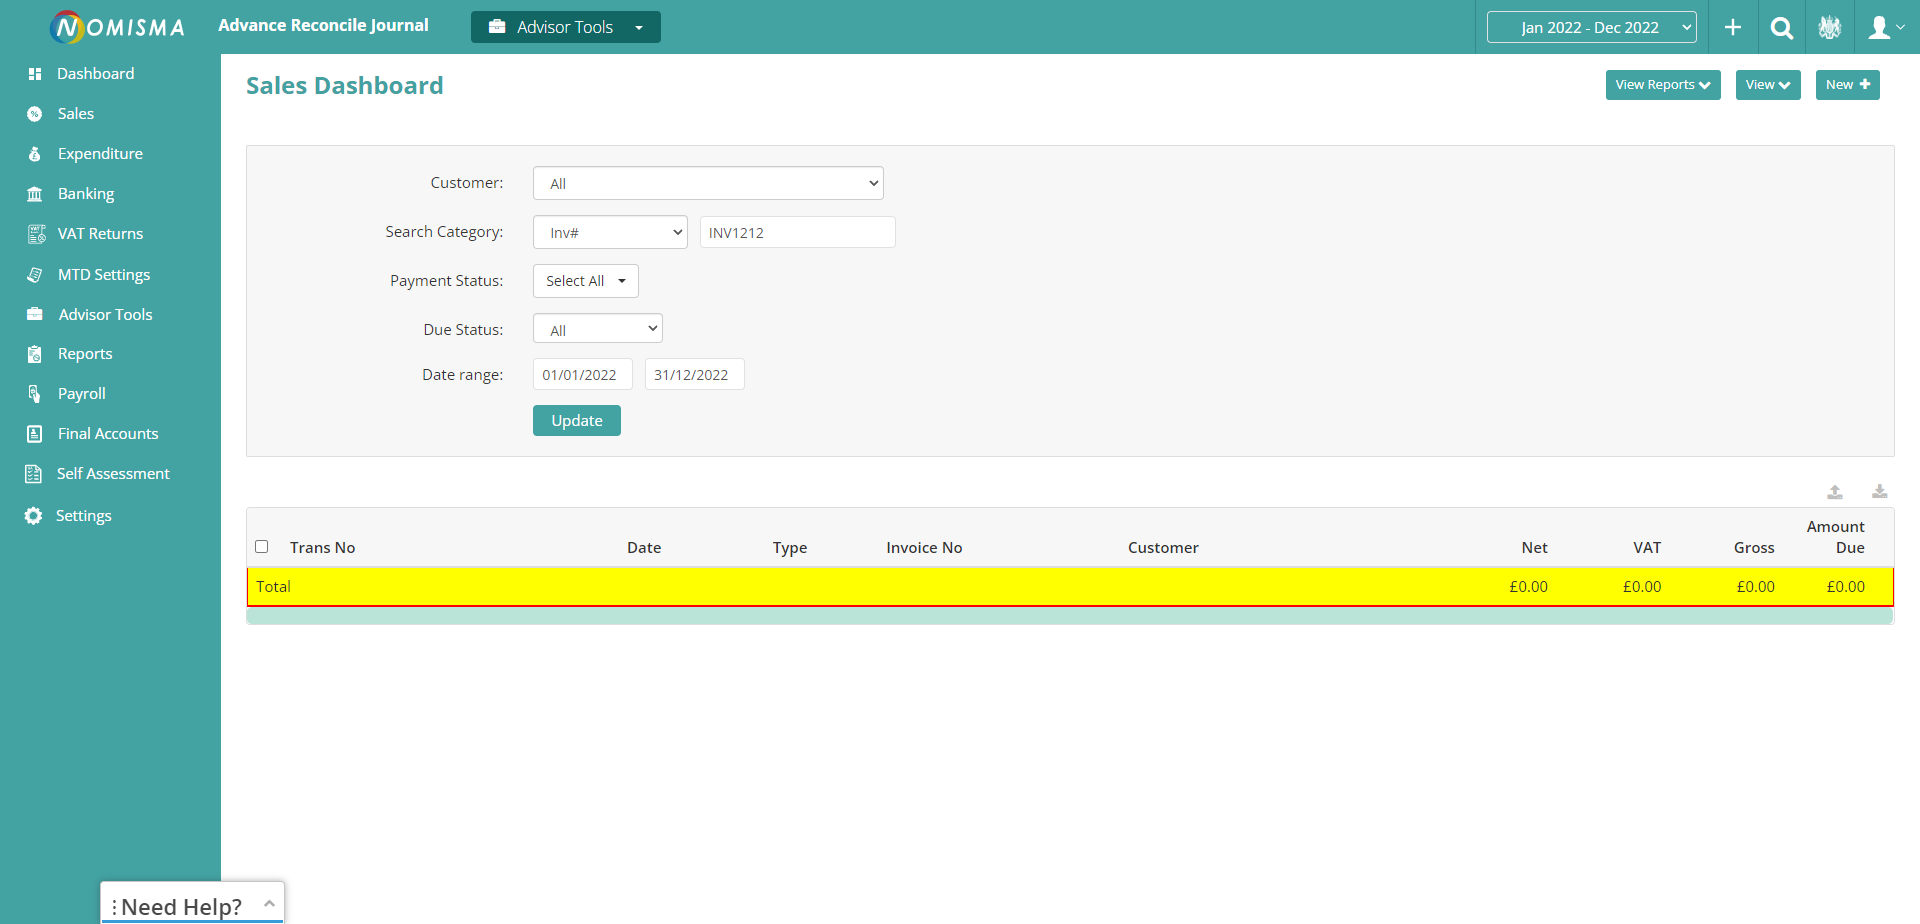 NOMISMA
Advance Reconcile Journal
Advisor Tools
Jan 2022 - Dec 2022
Dashboard
Sales
Expenditure
Banking
VAT Returns
MTD Settings
Advisor Tools
Reports
Payroll
Final Accounts
Self Assessment
Settings
Sales Dashboard
View Reports
View
New
Customer: All
Search Category: Inv# INV1212
Payment Status: Select All
Due Status: All
Date range: 01/01/2022 31/12/2022
Update
Trans No Date Type Invoice No Customer Net VAT Gross Amount Due
Total £0.00 £0.00 £0.00 £0.00
Need Help?